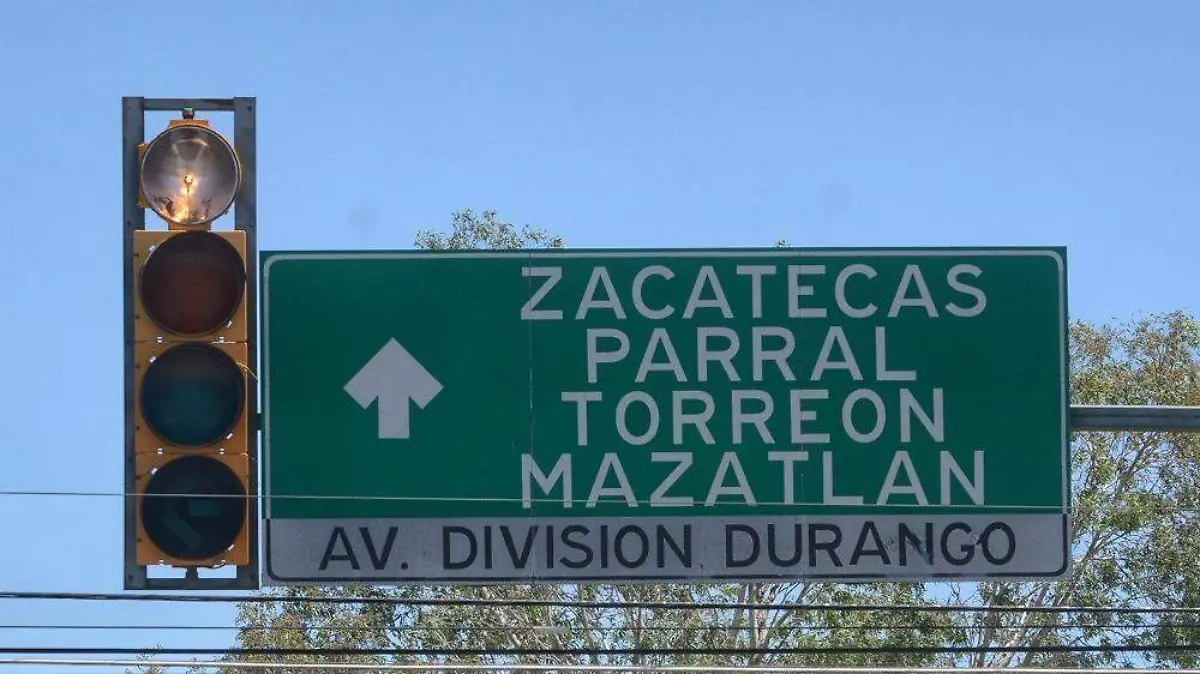 ZACATECAS
PARRAL
TORREON
MAZATLAN
AV. DIVISION DURANGO